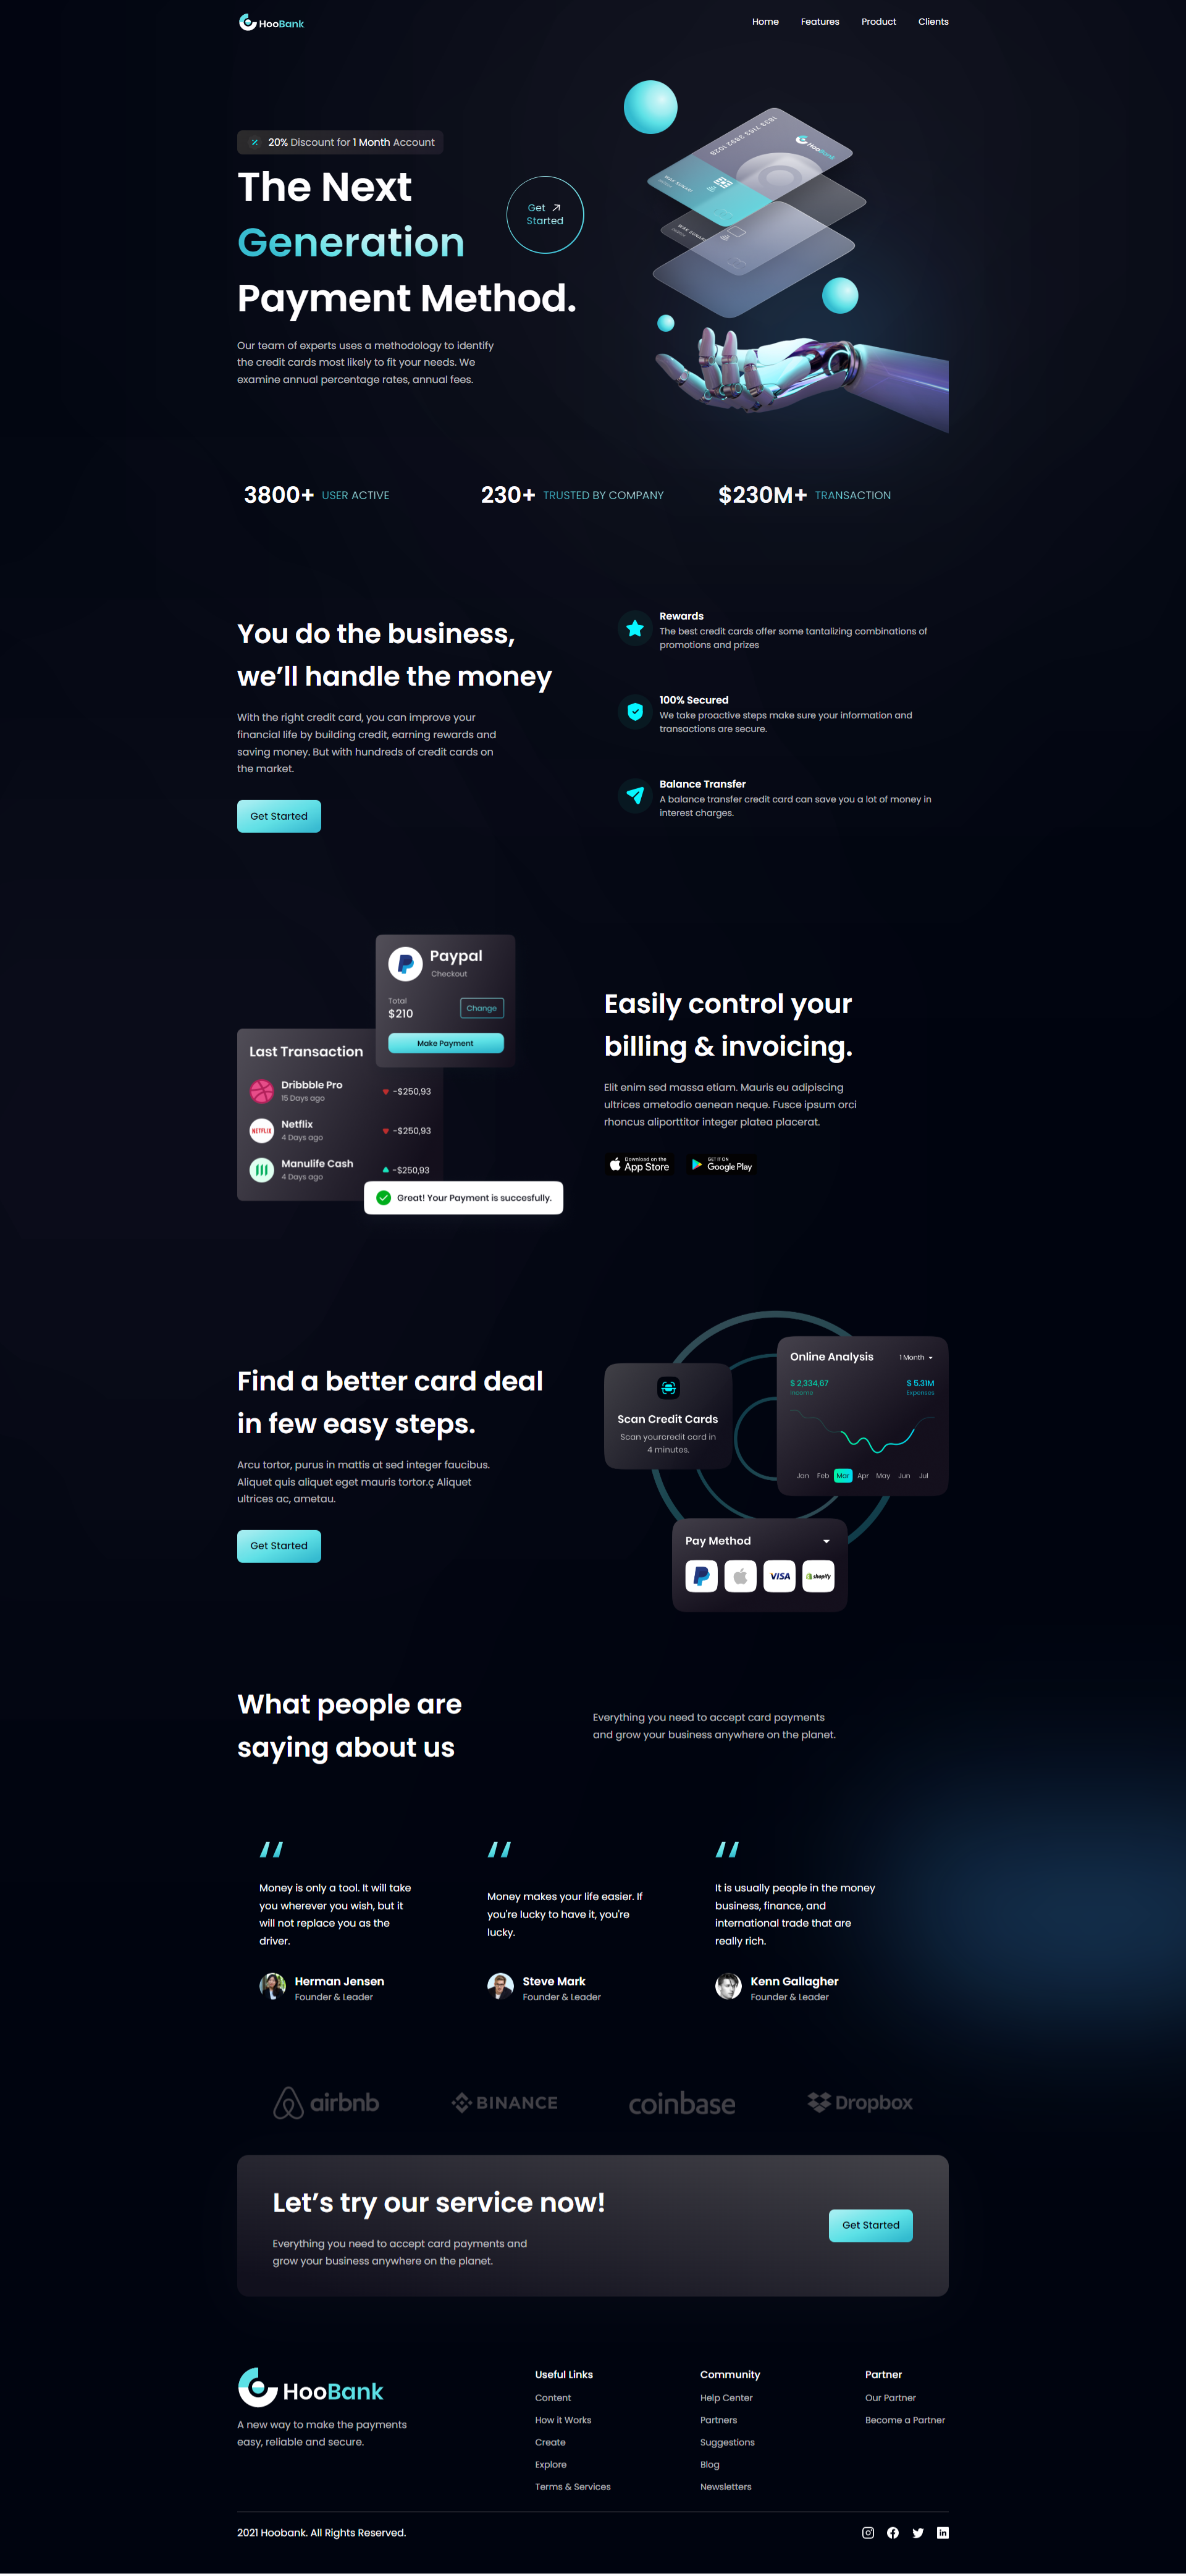 HooBank
Home Features Product Clients
20% Discount for 1 Month Account
The Next
Generation
Payment Method.
Get
Started
Our team of experts uses a methodology to identify
the credit cards most likely to fit your needs. We
examine annual percentage rates, annual fees.
HooBank
3800+ USER ACTIVE
230+ TRUSTED BY COMPANY
$230M+ TRANSACTION
You do the business,
we’ll handle the money
With the right credit card, you can improve your
financial life by building credit, earning rewards and
saving money. But with hundreds of credit cards on
the market.
Get Started
Rewards
The best credit cards offer some tantalizing combinations of
promotions and prizes
100% Secured
We take proactive steps make sure your information and
transactions are secure.
Balance Transfer
A balance transfer credit card can save you a lot of money in
interest charges.
Paypal
Checkout
Total
$210
Change
Make Payment
Last Transaction
Dribbble Pro
15 Days ago
-$250,93
NETFLIX
Netflix
4 Days ago
-$250,93
Manulife Cash
4 Days ago
-$250,93
Great! Your Payment is succesfully.
Easily control your
billing & invoicing.
Elit enim sed massa etiam. Mauris eu adipiscing
ultrices ametodio aenean neque. Fusce ipsum orci
rhoncus aliporttitor integer platea placerat.
Download on the
App Store
GET IT ON
Google Play
Find a better card deal
in few easy steps.
Arcu tortor, purus in mattis at sed integer faucibus.
Aliquet quis aliquet eget mauris tortor.ç Aliquet
ultrices ac, ametau.
Get Started
Scan Credit Cards
Scan yourcredit card in
4 minutes.
Online Analysis
1 Month
$ 2,334,67
Income
$ 5.31M
Expenses
Jan Feb Mar Apr May Jun Jul
Pay Method
VISA
shopify
What people are
saying about us
Everything you need to accept card payments
and grow your business anywhere on the planet.
“
Money is only a tool. It will take
you wherever you wish, but it
will not replace you as the
driver.
Herman Jensen
Founder & Leader
“
Money makes your life easier. If
you're lucky to have it, you're
lucky.
Steve Mark
Founder & Leader
“
It is usually people in the money
business, finance, and
international trade that are
really rich.
Kenn Gallagher
Founder & Leader
airbnb
BINANCE
coinbase
Dropbox
Let’s try our service now!
Everything you need to accept card payments and
grow your business anywhere on the planet.
Get Started
HooBank
A new way to make the payments
easy, reliable and secure.
Useful Links
Content
How it Works
Create
Explore
Terms & Services
Community
Help Center
Partners
Suggestions
Blog
Newsletters
Partner
Our Partner
Become a Partner
2021 Hoobank. All Rights Reserved.